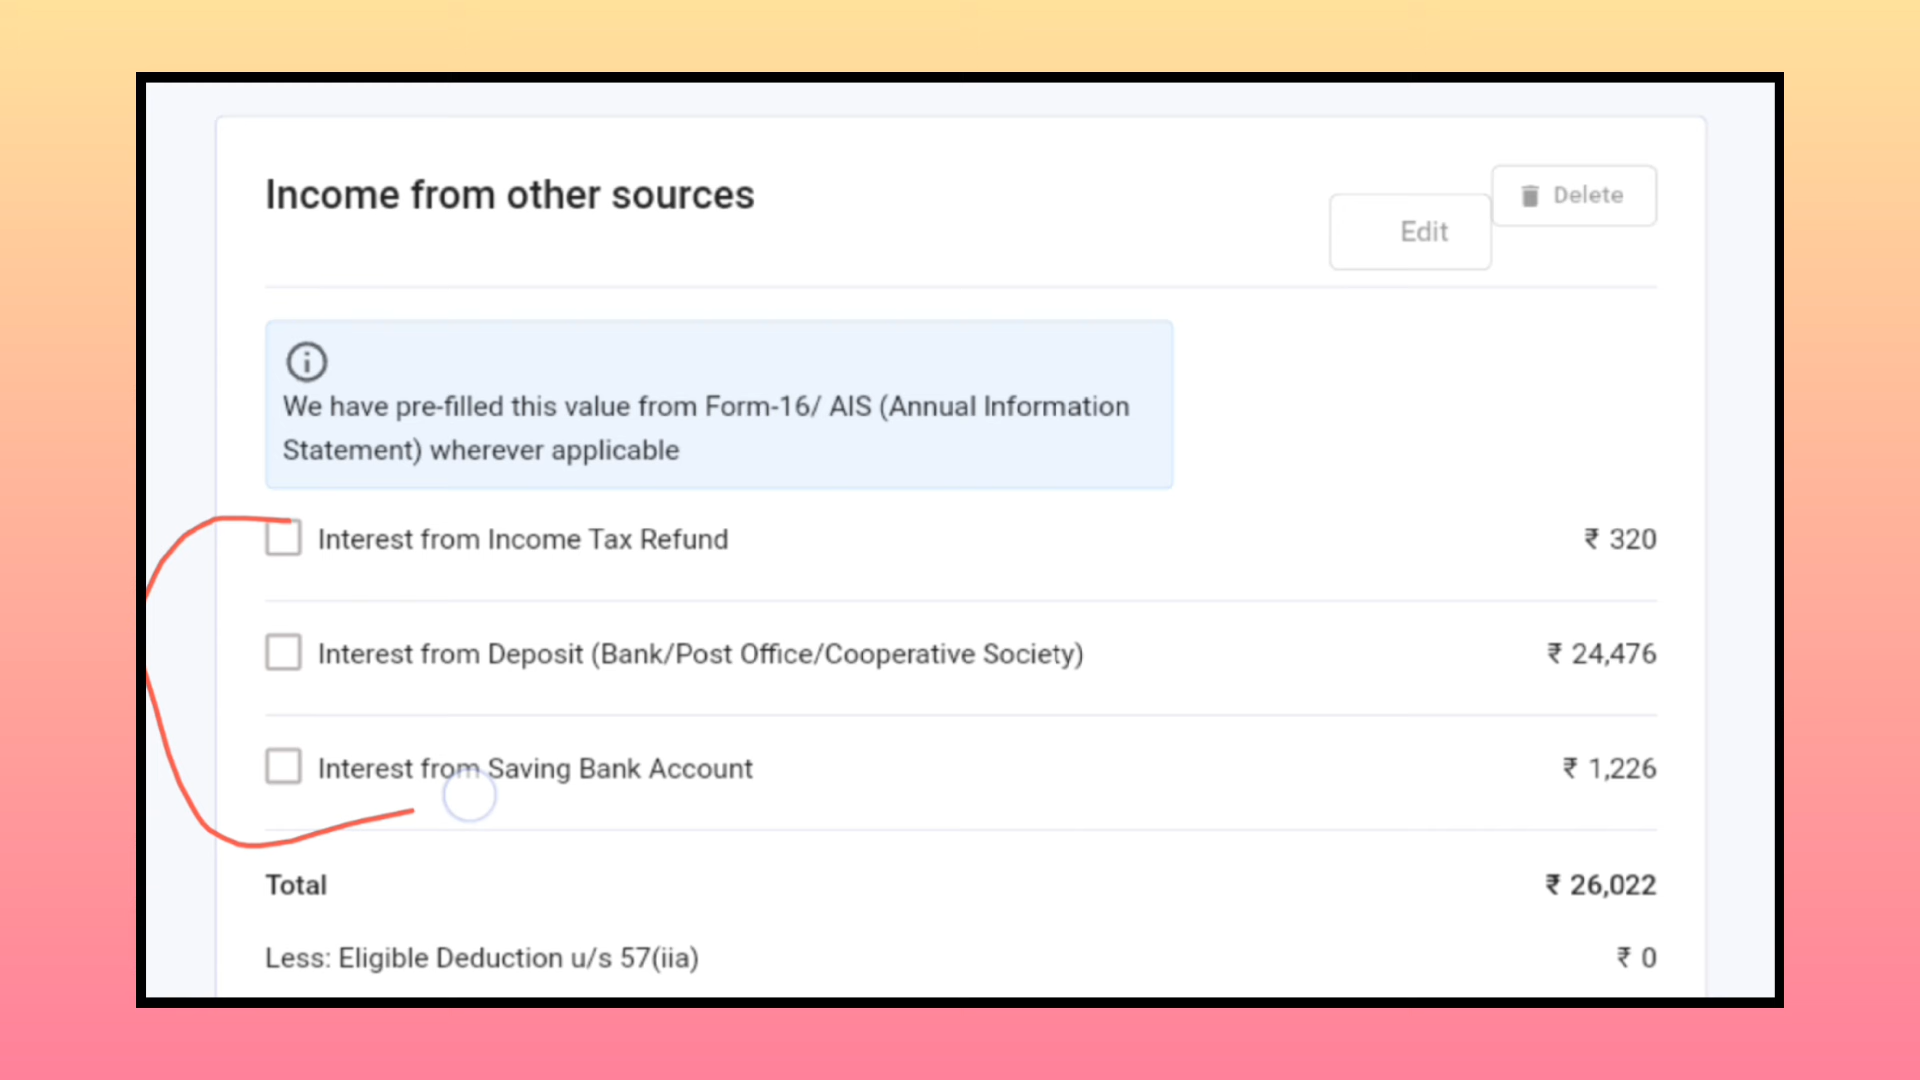 Income from other sources
Delete
Edit
We have pre-filled this value from Form-16/ AIS (Annual Information
Statement) wherever applicable
Interest from Income Tax Refund ₹ 320
Interest from Deposit (Bank/Post Office/Cooperative Society) ₹ 24,476
Interest from Saving Bank Account ₹ 1,226
Total ₹ 26,022
Less: Eligible Deduction u/s 57(iia) ₹ 0